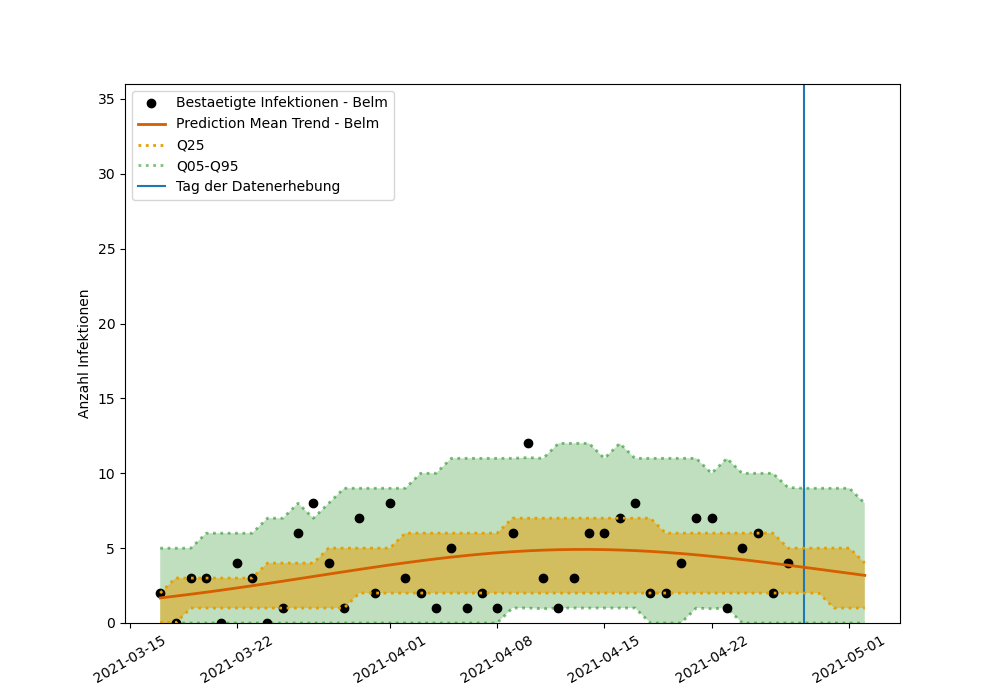 Bestaetigte Infektionen - Belm
Prediction Mean Trend - Belm
Q25
Q05-Q95
Tag der Datenerhebung
Anzahl Infektionen
35
30
25
20
15
10
5
0
2021-03-15
2021-03-22
2021-04-01
2021-04-08
2021-04-15
2021-04-22
2021-05-01